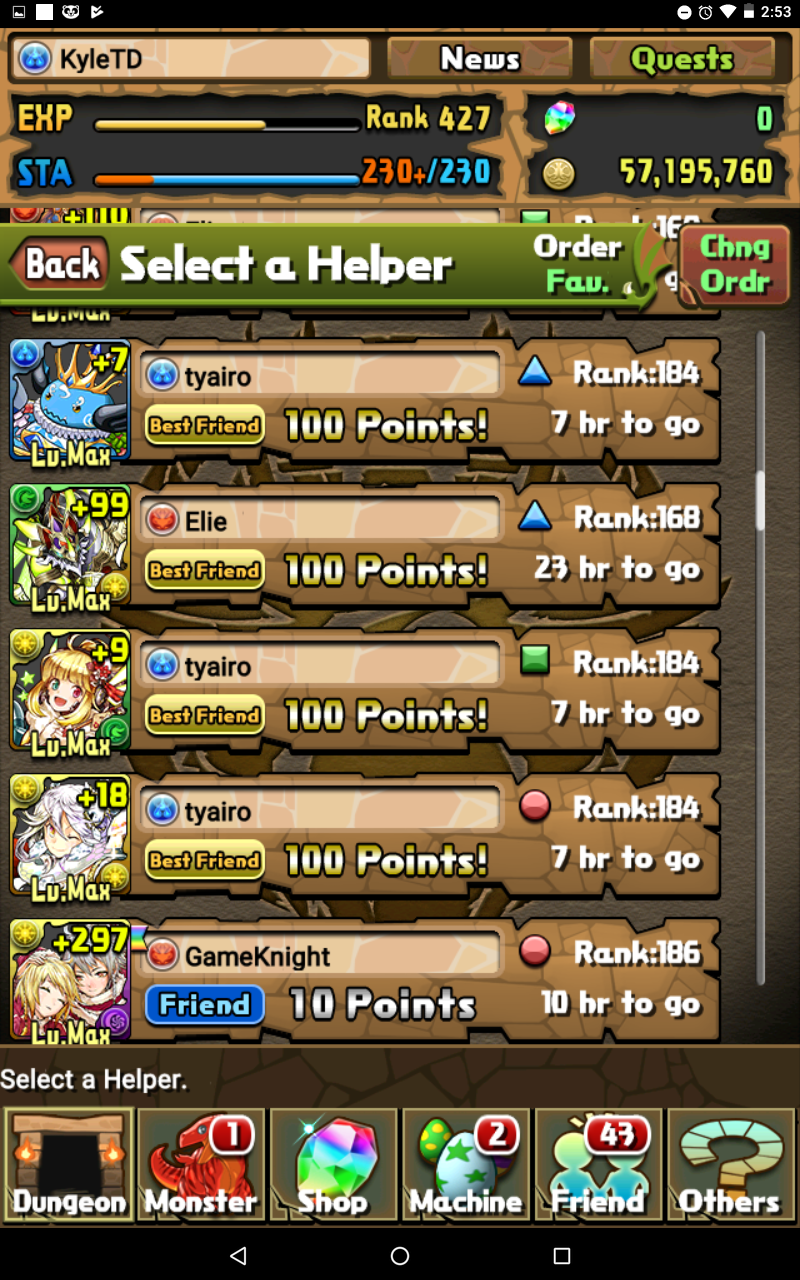 2:53
KyleTD
News
Quests
EXP
Rank 427
0
STA
230+/230
57,195,760
+110
Back
Select a Helper
Order
Fav.
Chng
Ordr
Lv.Max
+7
tyairo
Rank:184
Best Friend
100 Points!
7 hr to go
Lv.Max
+99
Elie
Rank:168
Best Friend
100 Points!
23 hr to go
Lv.Max
+9
tyairo
Rank:184
Best Friend
100 Points!
7 hr to go
Lv.Max
+18
tyairo
Rank:184
Best Friend
100 Points!
7 hr to go
Lv.Max
+297
GameKnight
Rank:186
Friend
10 Points
10 hr to go
Lv.Max
Select a Helper.
1
2
43
Dungeon
Monster
Shop
Machine
Friend
Others